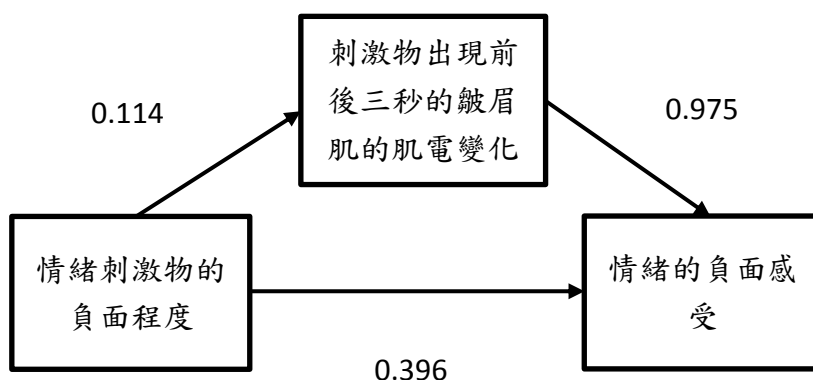 刺激物出現前
後三秒的皺眉
肌的肌電變化
0.114
0.975
情緒刺激物的
負面程度
情緒的負面感
受
0.396